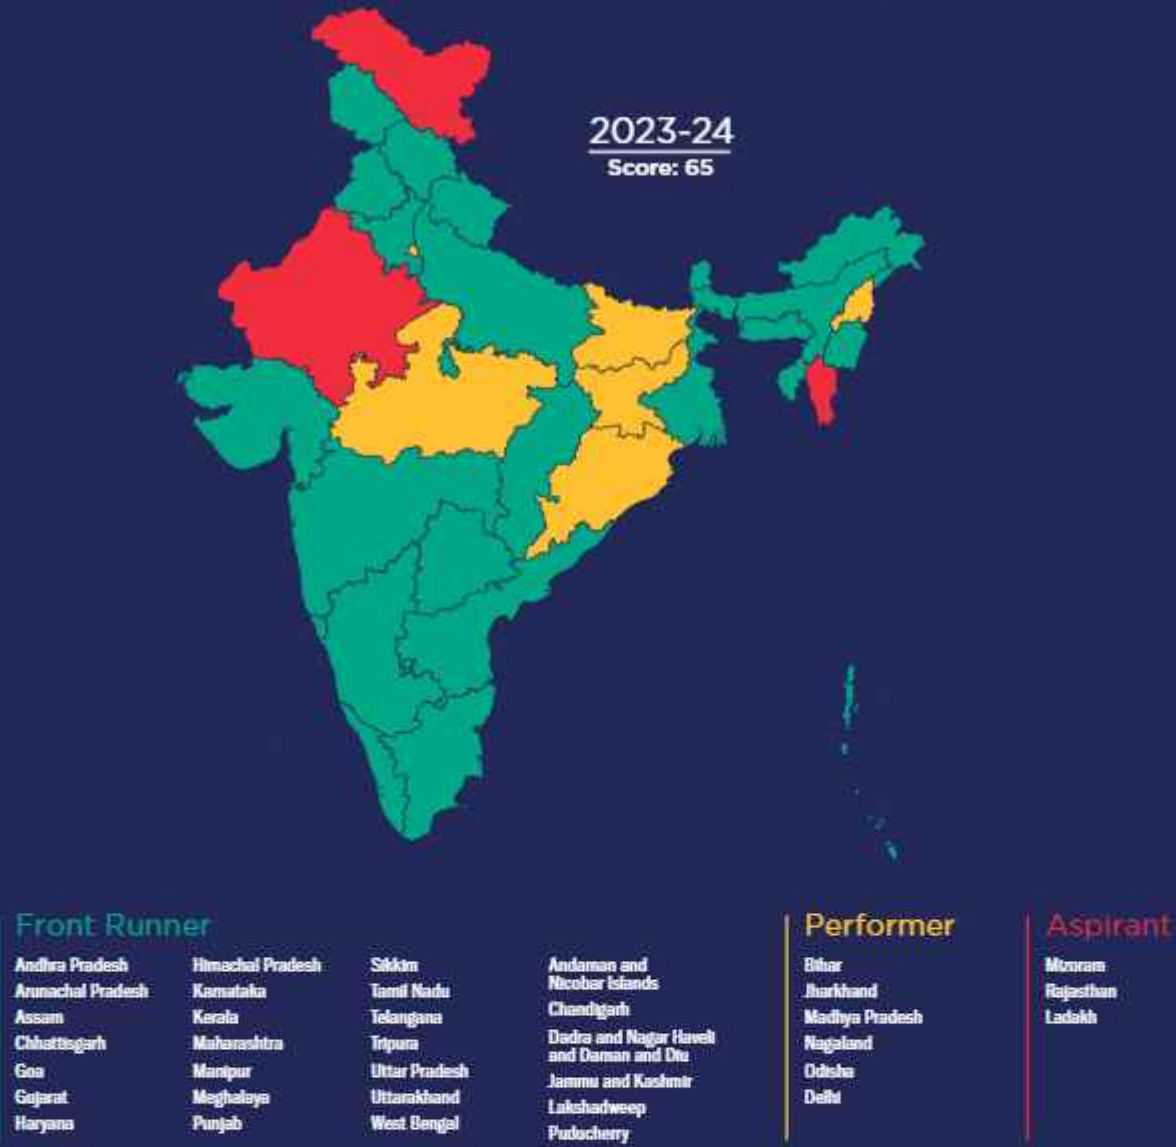 2023-24
Score: 65
Front Runner
Andhra Pradesh
Arunachal Pradesh
Assam
Chhattisgarh
Goa
Gujarat
Haryana
Himachal Pradesh
Karnataka
Kerala
Maharashtra
Manipur
Meghalaya
Punjab
Sikkim
Tamil Nadu
Telangana
Tripura
Uttar Pradesh
Uttarakhand
West Bengal
Andaman and
Nicobar Islands
Chandigarh
Dadra and Nagar Haveli
and Daman and Diu
Jammu and Kashmir
Lakshadweep
Puducherry
Performer
Bihar
Jharkhand
Madhya Pradesh
Nagaland
Odisha
Delhi
Aspirant
Mizoram
Rajasthan
Ladakh